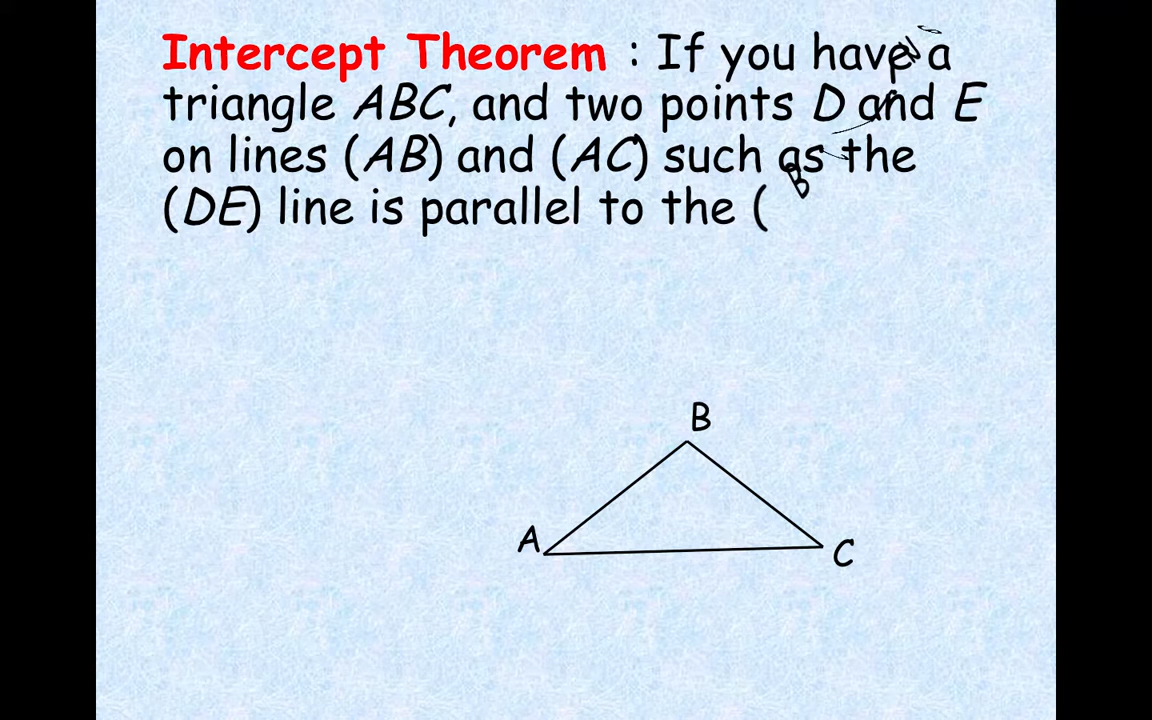 Intercept Theorem : If you have a
triangle ABC, and two points D and E
on lines (AB) and (AC) such as the
(DE) line is parallel to the (
B
B
A
C